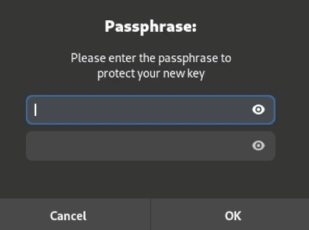 Passphrase:
Please enter the passphrase to
protect your new key
Cancel
OK